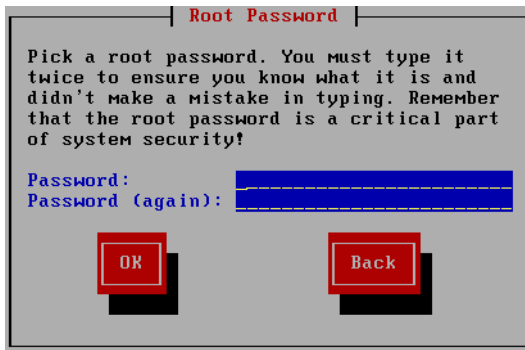 Root Password
Pick a root password. You must type it
twice to ensure you know what it is and
didn't make a mistake in typing. Remember
that the root password is a critical part
of system security!
Password:
Password (again):
OK Back